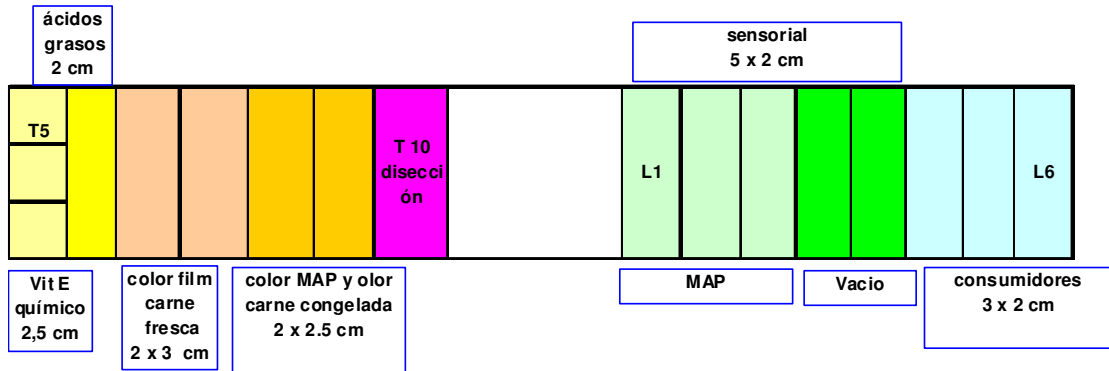 ácidos
grasos
2 cm
sensorial
5 x 2 cm
T5
T 10
disecci
ón
L1
L6
Vit E
químico
2,5 cm
color film
carne
fresca
2 x 3 cm
color MAP y olor
carne congelada
2 x 2.5 cm
MAP
Vacio
consumidores
3 x 2 cm